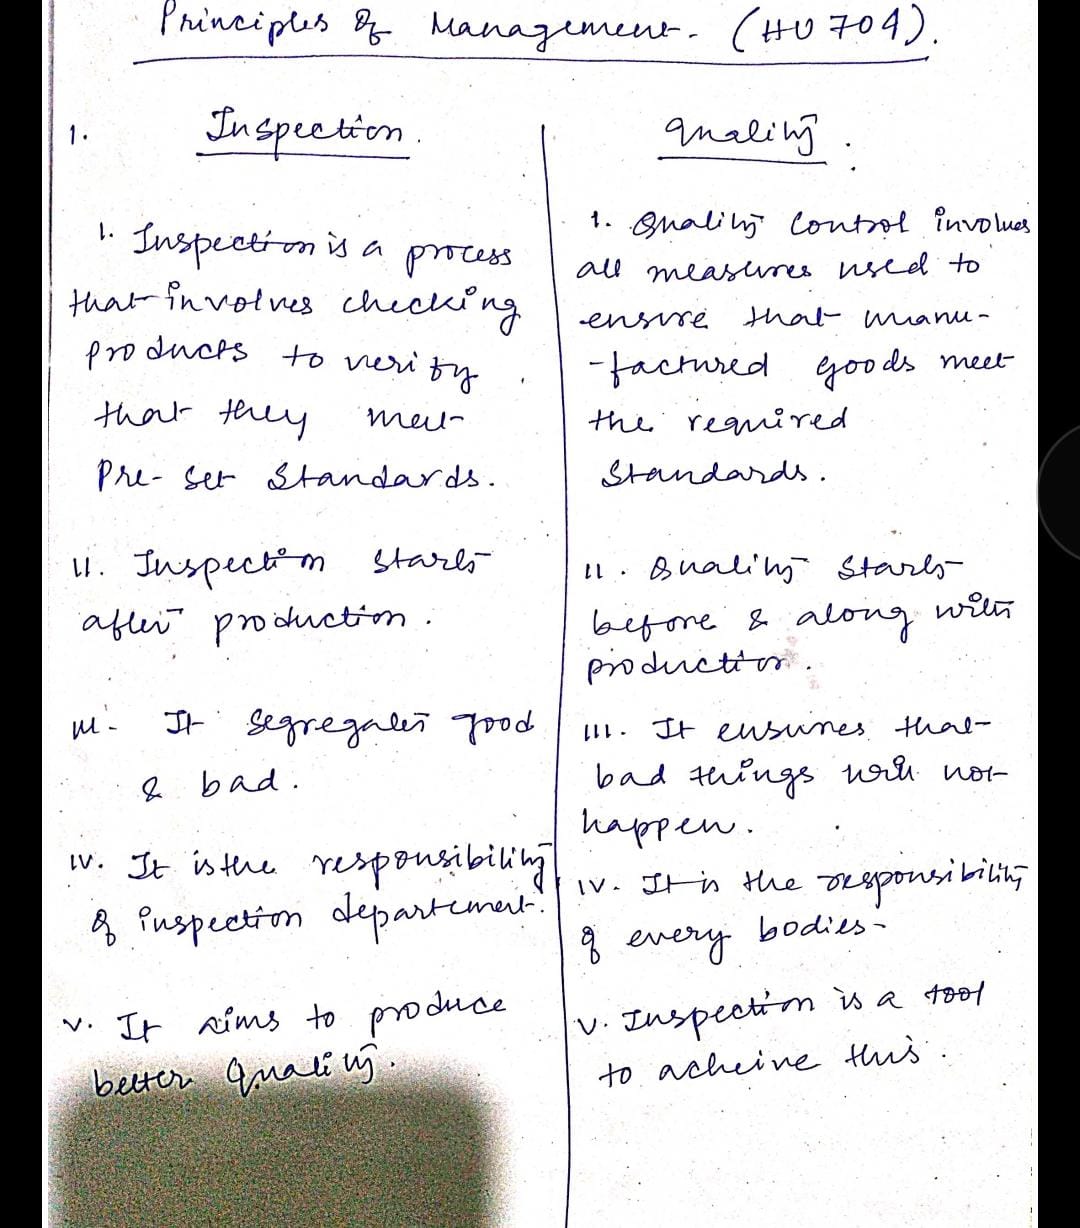 Principles of Management. (HU 704).
1.
Inspection.
I. Inspection is a process
that involves checking
products to verify
that they meet
Pre-set Standards.
II. Inspection starts
after production.
III. It segregates good
& bad.
IV. It is the responsibility
of inspection department.
V. It aims to produce
better quality.
Quality.
1. Quality Control involves
all measures used to
ensure that manu-
-factured goods meet
the required
Standards.
II. Quality starts
before & along with
production.
III. It ensures that
bad things will not
happen.
IV. It is the responsibility
of every bodies.
V. Inspection is a tool
to acheive this.